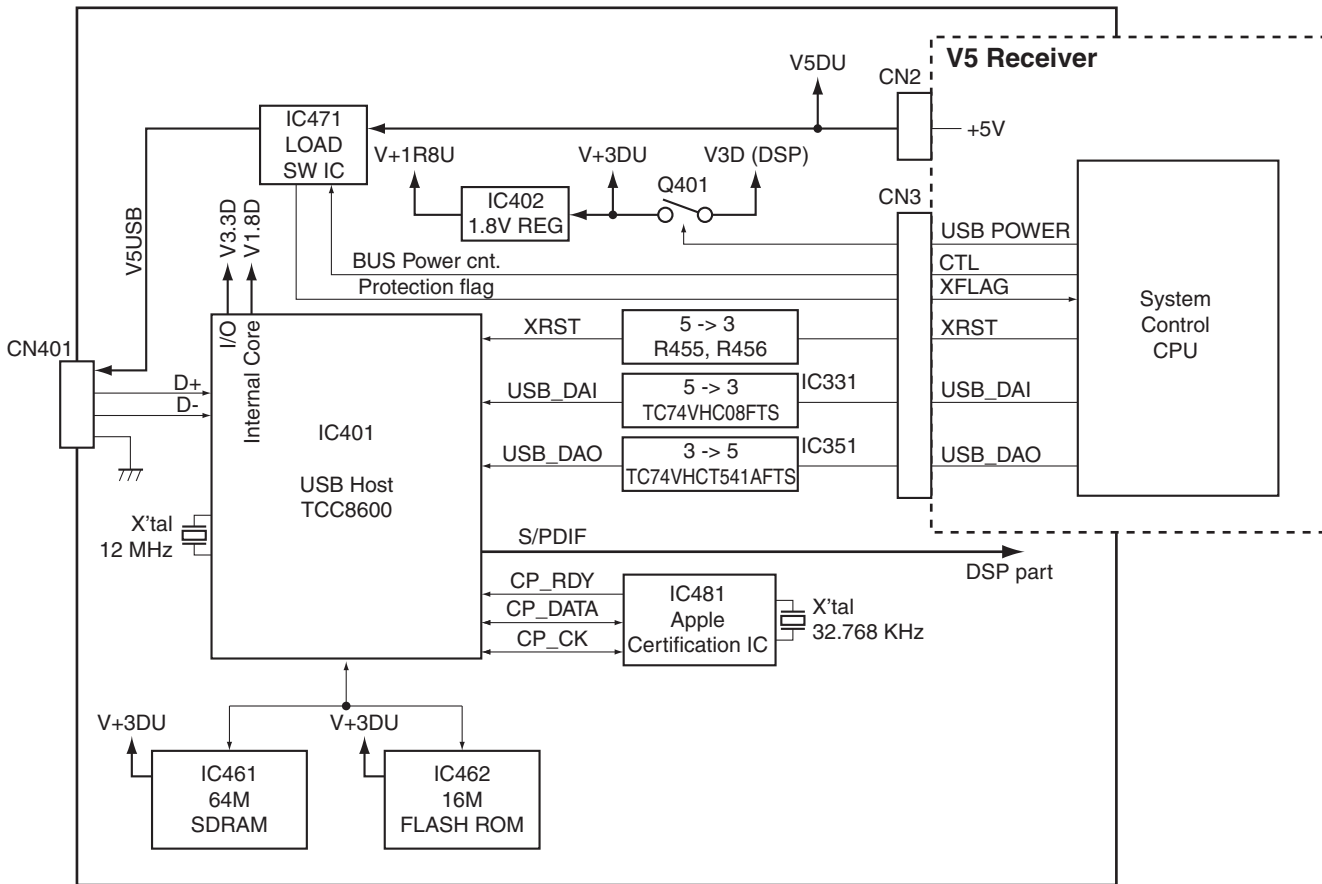 V5 Receiver
V5DU
CN2
+5V
IC471
LOAD
SW IC
V+1R8U
V+3DU
V3D (DSP)
Q401
IC402
1.8V REG
CN3
V5USB
V3.3D
V1.8D
BUS Power cnt.
Protection flag
USB POWER
CTL
XFLAG
System
Control
CPU
CN401
D+
D-
I/O
Internal Core
IC401
USB Host
TCC8600
XRST
5 -> 3
R455, R456
XRST
USB_DAI
5 -> 3
TC74VHC08FTS
IC331
USB_DAI
USB_DAO
3 -> 5
TC74VHCT541AFTS
IC351
USB_DAO
X'tal
12 MHz
S/PDIF
DSP part
CP_RDY
CP_DATA
CP_CK
IC481
Apple
Certification IC
X'tal
32.768 KHz
V+3DU
IC461
64M
SDRAM
V+3DU
IC462
16M
FLASH ROM